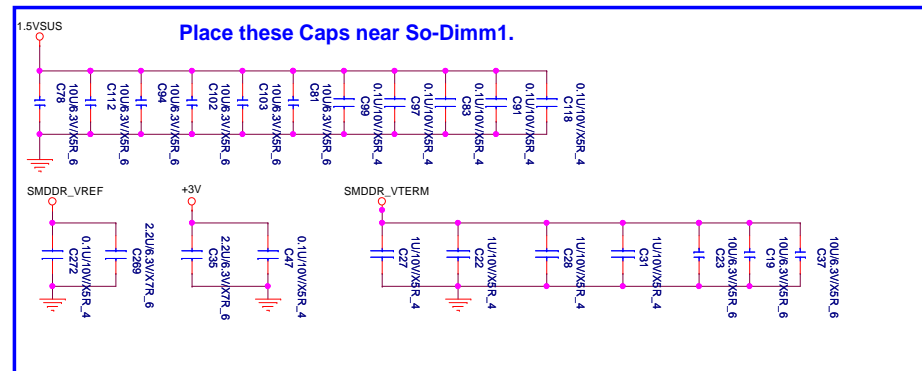 Place these Caps near So-Dimm1.
1.5VSUS
C78
10U/6.3V/X5R_6
C112
10U/6.3V/X5R_6
C94
10U/6.3V/X5R_6
C102
10U/6.3V/X5R_6
C103
10U/6.3V/X5R_6
C81
10U/6.3V/X5R_6
C99
0.1U/10V/X5R_4
C97
0.1U/10V/X5R_4
C83
0.1U/10V/X5R_4
C91
0.1U/10V/X5R_4
C118
0.1U/10V/X5R_4
SMDDR_VREF
C272
0.1U/10V/X5R_4
C269
2.2U/6.3V/X7R_6
+3V
C35
2.2U/6.3V/X7R_6
C47
0.1U/10V/X5R_4
SMDDR_VTERM
C27
1U/10V/X5R_4
C22
1U/10V/X5R_4
C28
1U/10V/X5R_4
C31
1U/10V/X5R_4
C23
10U/6.3V/X5R_6
C19
10U/6.3V/X5R_6
C37
10U/6.3V/X5R_6